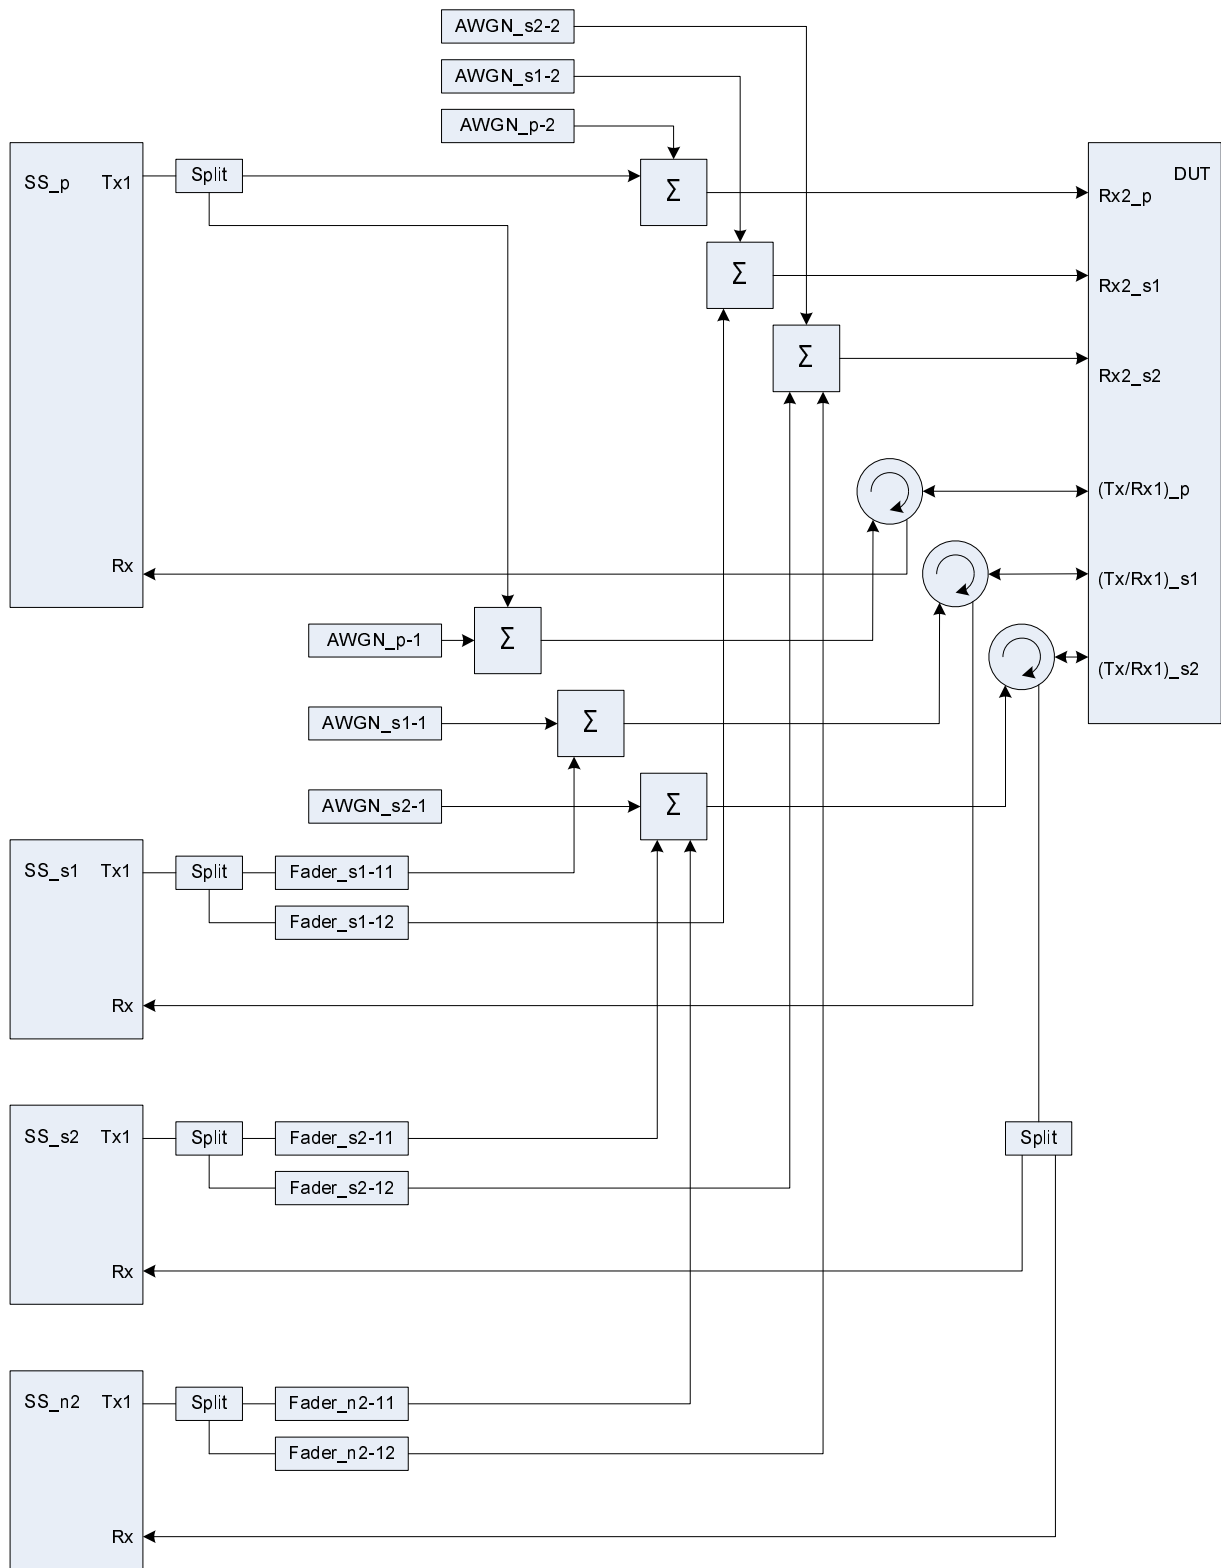 AWGN_s2-2
AWGN_s1-2
AWGN_p-2
SS_p Tx1
Split
Σ
DUT
Rx2_p
Σ
Rx2_s1
Σ
Rx2_s2
(Tx/Rx1)_p
Rx
(Tx/Rx1)_s1
AWGN_p-1
Σ
(Tx/Rx1)_s2
AWGN_s1-1
Σ
AWGN_s2-1
Σ
SS_s1 Tx1
Split
Fader_s1-11
Fader_s1-12
Rx
SS_s2 Tx1
Split
Fader_s2-11
Split
Fader_s2-12
Rx
SS_n2 Tx1
Split
Fader_n2-11
Fader_n2-12
Rx